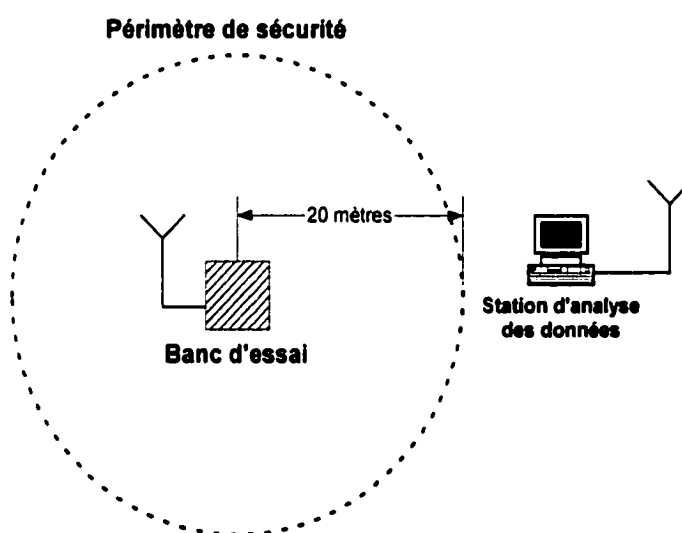 Périmètre de sécurité
20 mètres
Station d'analyse
des données
Banc d'essai